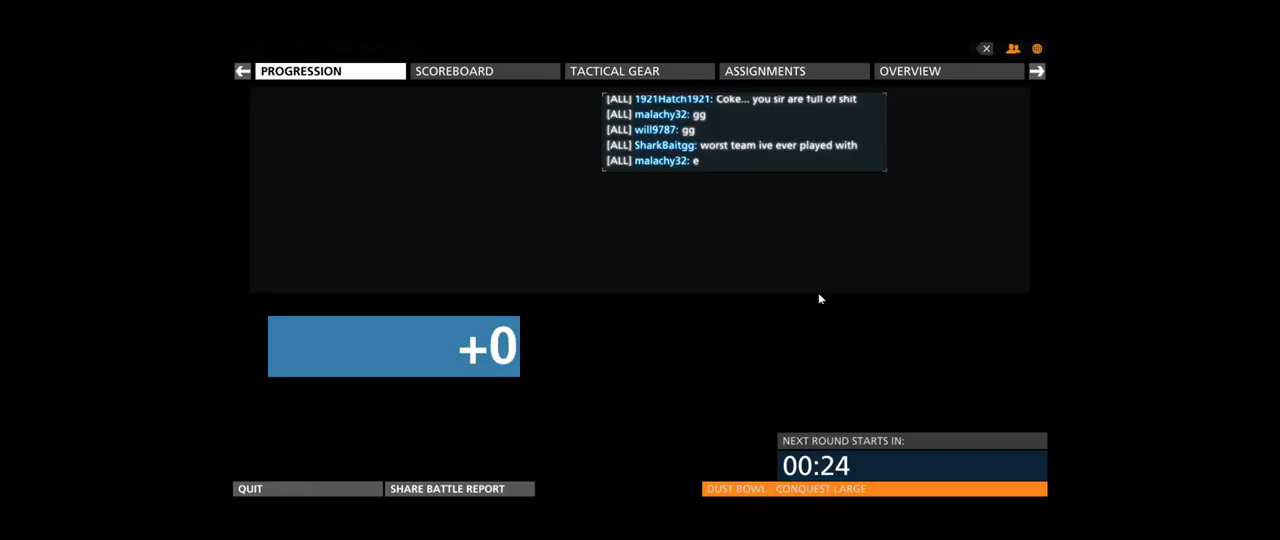 PROGRESSION SCOREBOARD TACTICAL GEAR ASSIGNMENTS OVERVIEW
[ALL] 1921Hatch1921: Coke... you sir are full of shit
[ALL] malachy32: gg
[ALL] will9787: gg
[ALL] SharkBaitgg: worst team ive ever played with
[ALL] malachy32: e
+0
NEXT ROUND STARTS IN:
00:24
QUIT SHARE BATTLE REPORT DUST BOWL - CONQUEST LARGE